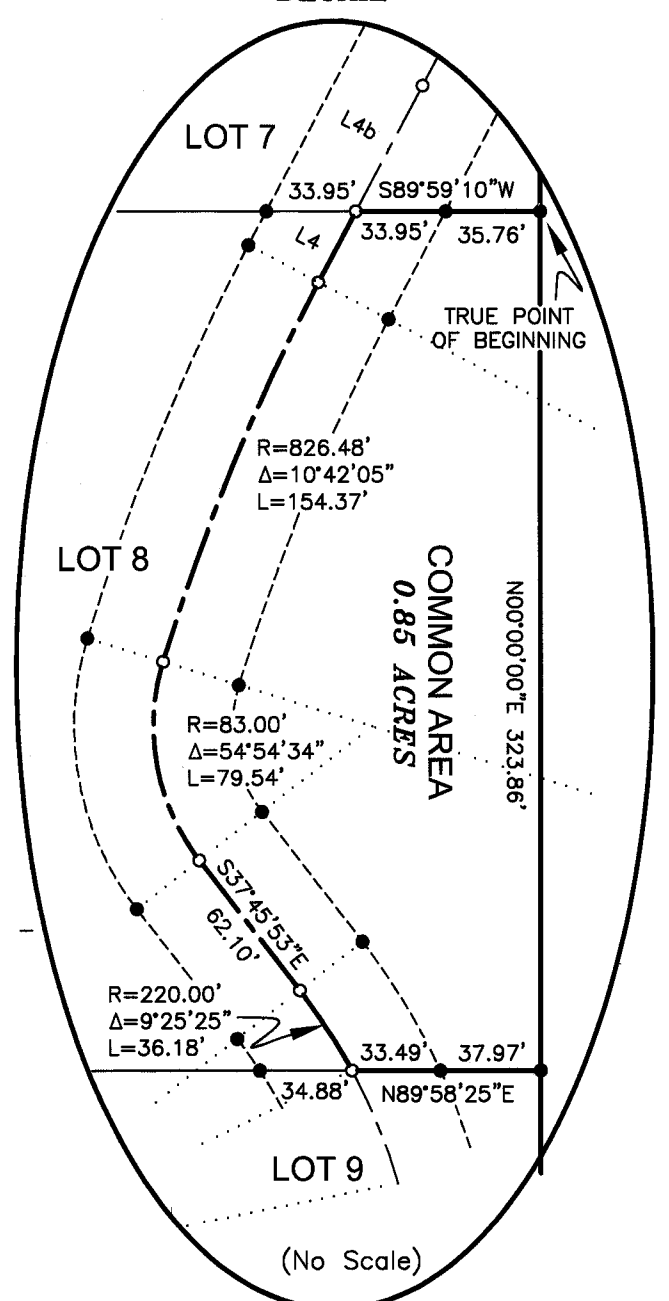 LOT 7
L4b
33.95'
S89°59'10"W
L4
33.95'
35.76'
TRUE POINT
OF BEGINNING
R=826.48'
Δ=10°42'05"
L=154.37'
LOT 8
COMMON AREA
0.85 ACRES
N00°00'00"E 323.86'
R=83.00'
Δ=54°54'34"
L=79.54'
S37°45'53"E
62.10'
R=220.00'
Δ=9°25'25"
L=36.18'
33.49'
37.97'
34.88'
N89°58'25"E
LOT 9
(No Scale)